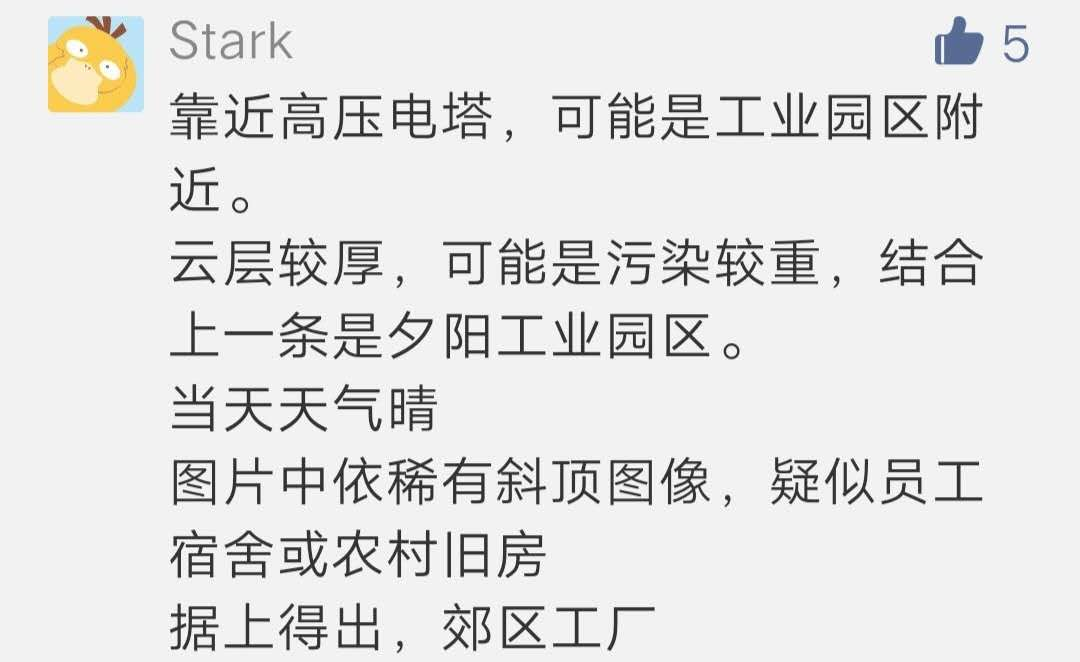 Stark 5
靠近高压电塔，可能是工业园区附
近。
云层较厚，可能是污染较重，结合
上一条是夕阳工业园区。
当天天气晴
图片中依稀有斜顶图像，疑似员工
宿舍或农村旧房
据上得出，郊区工厂